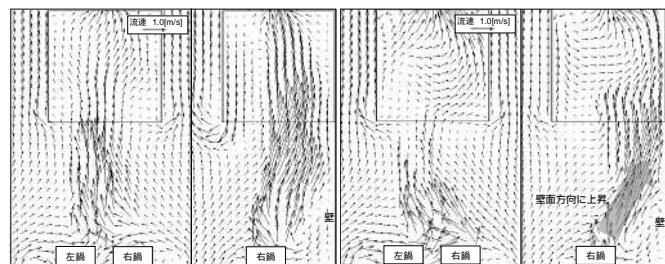 流速 1.0[m/s]
流速 1.0[m/s]
壁面方向に上昇
壁
壁
左鍋
右鍋
右鍋
左鍋
右鍋
右鍋